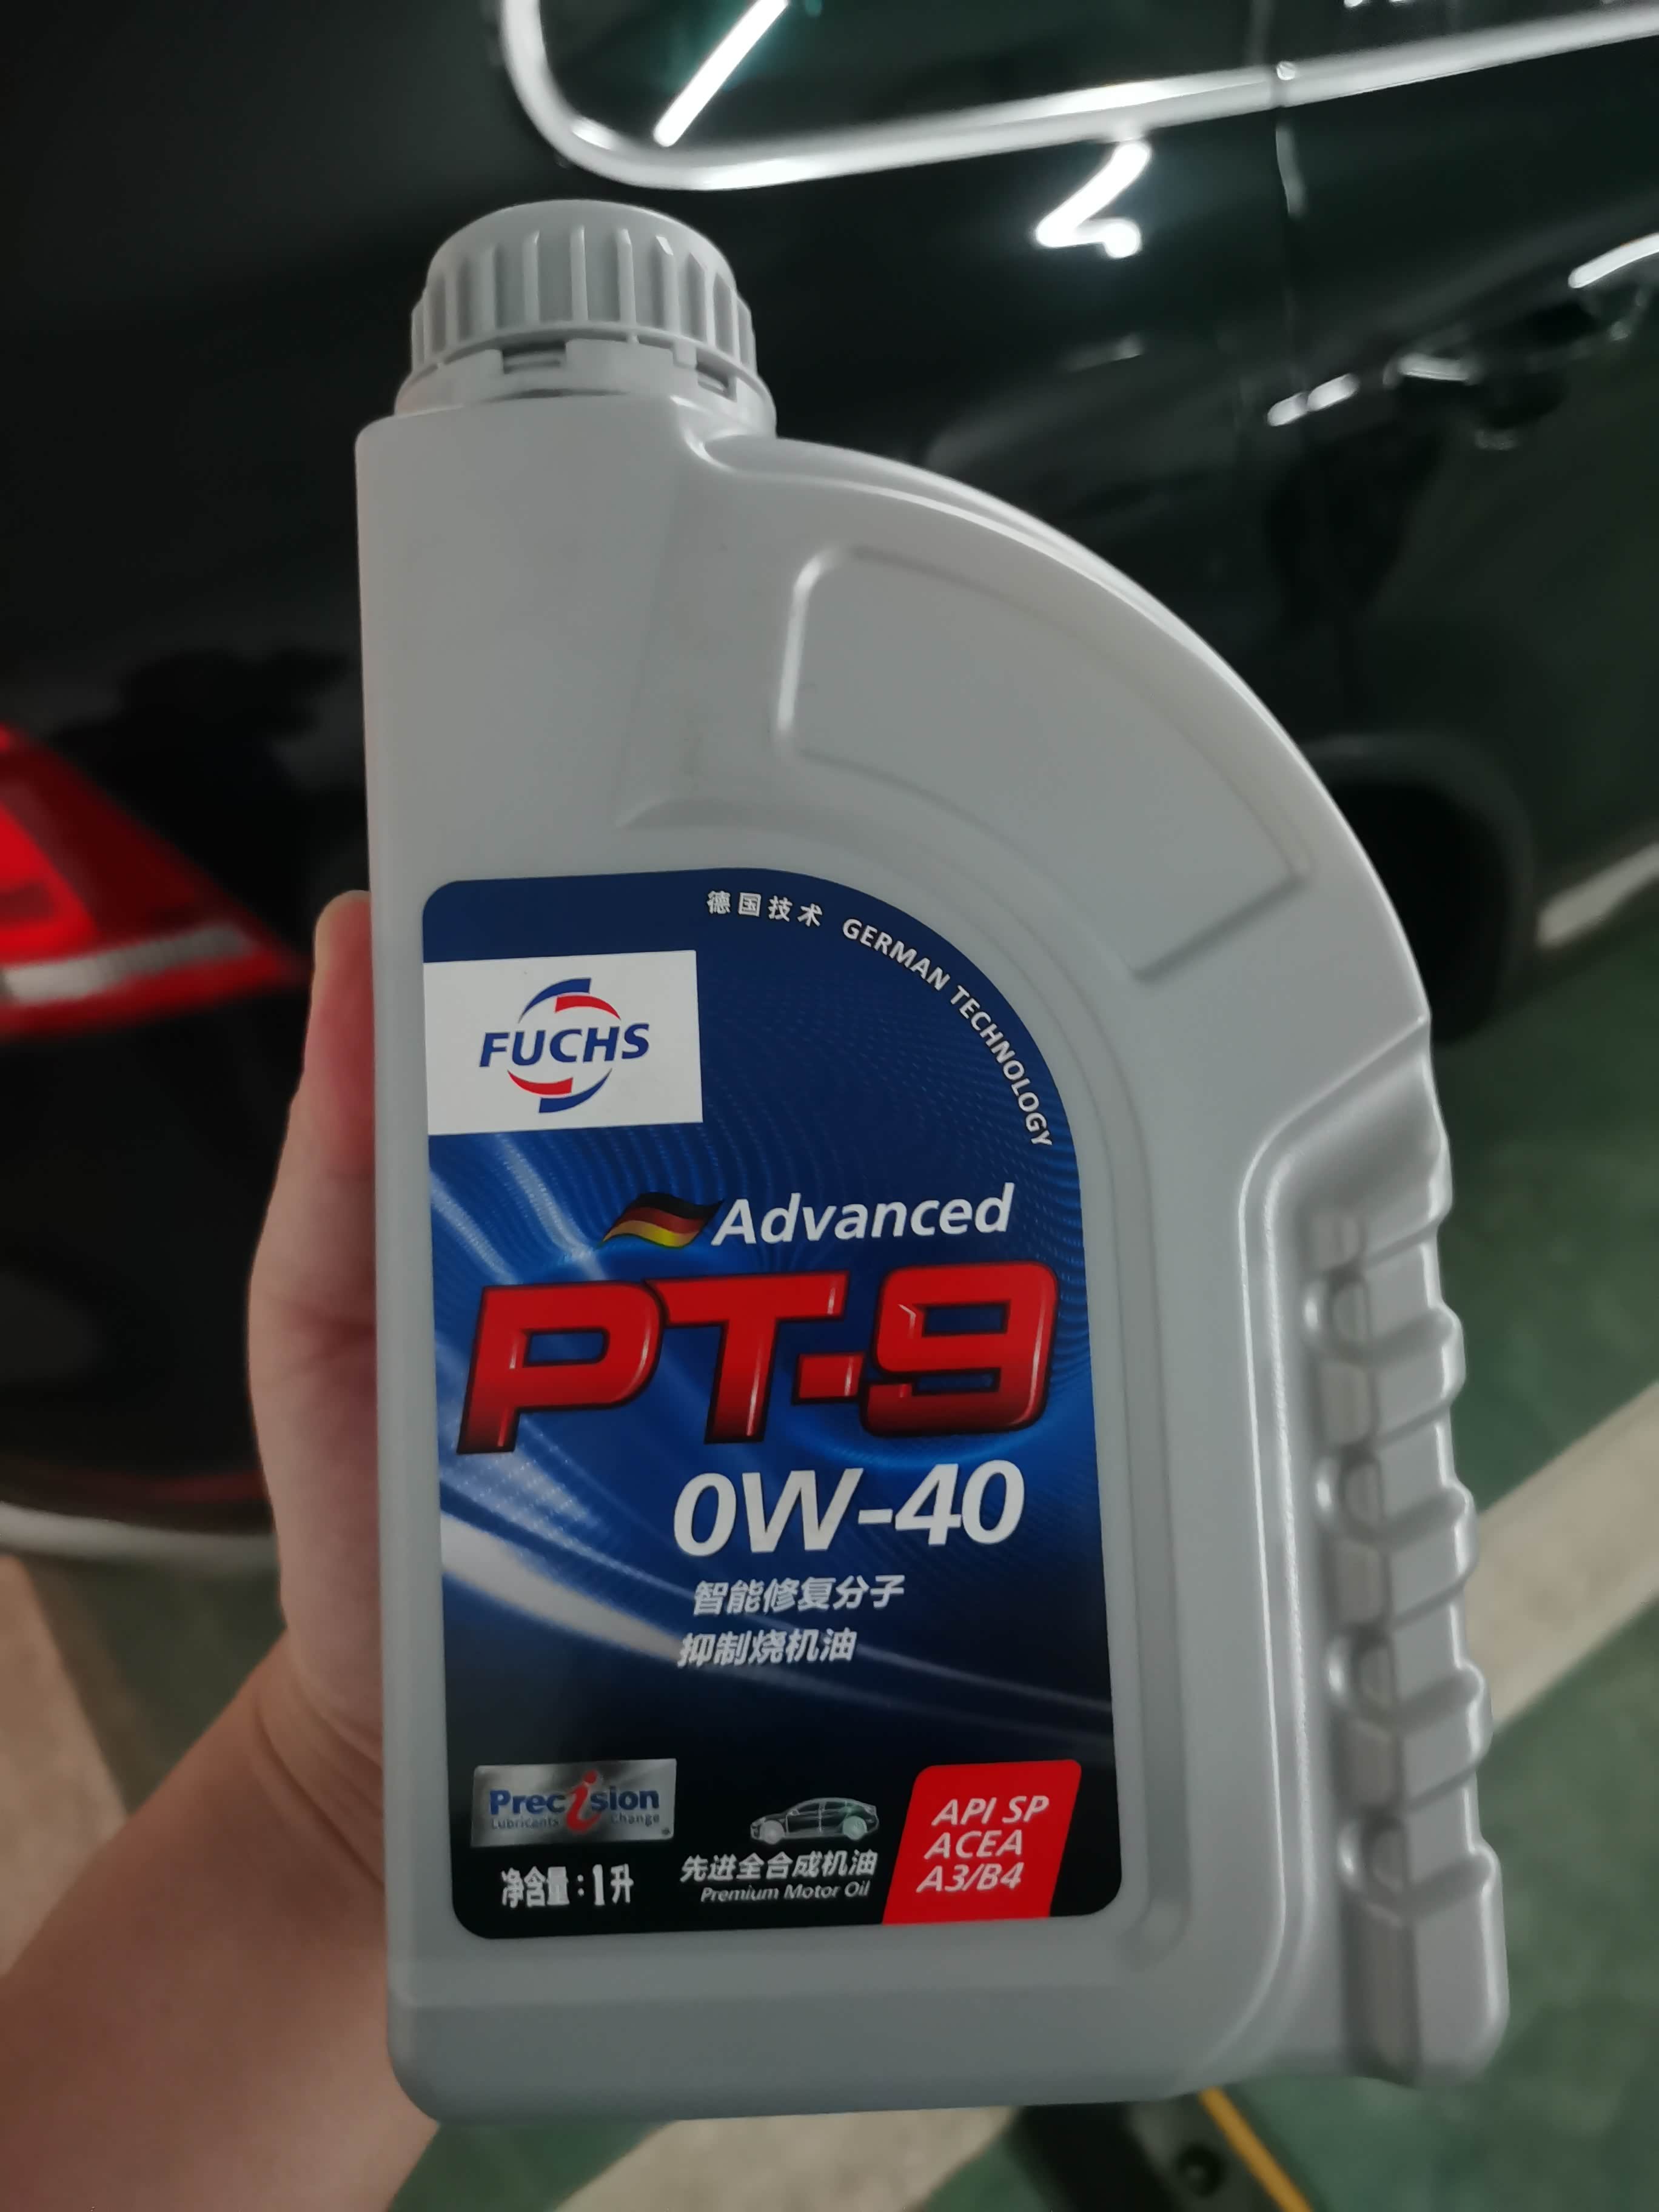 德国技术 GERMAN TECHNOLOGY
FUCHS
Advanced
PT-9
0W-40
智能修复分子
抑制烧机油
Precision
Lubricants Change
净含量：1升
先进全合成机油
Premium Motor Oil
API SP
ACEA
A3/B4